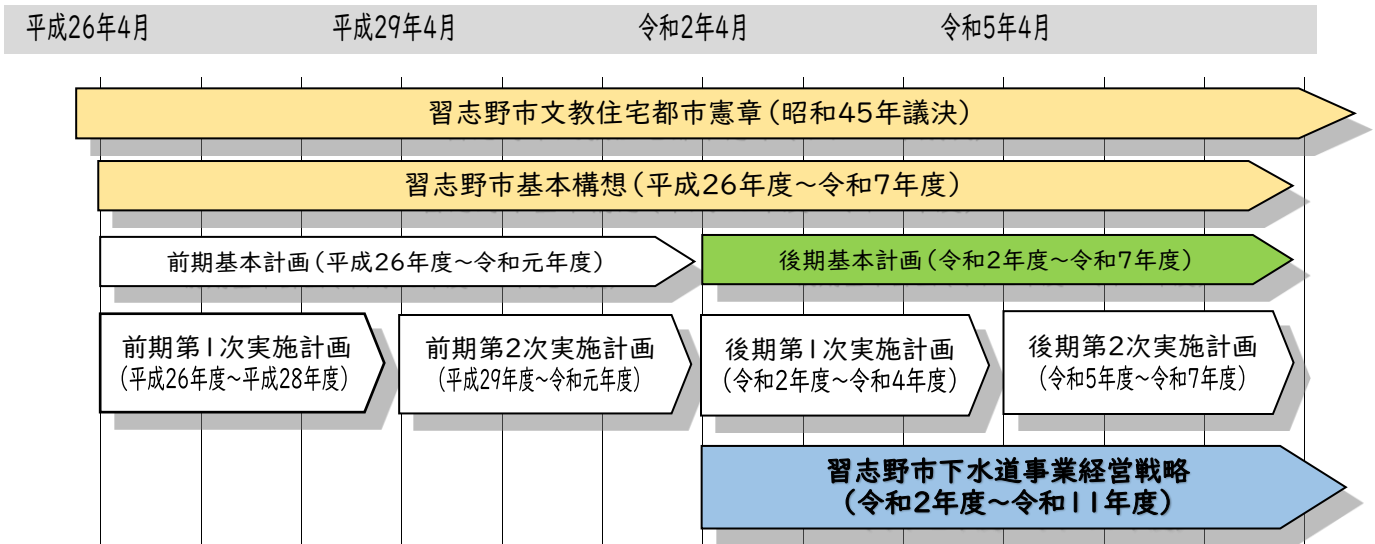 平成26年4月 平成29年4月 令和2年4月 令和5年4月
習志野市文教住宅都市憲章(昭和45年議決)
習志野市基本構想(平成26年度～令和7年度)
前期基本計画(平成26年度～令和元年度)
後期基本計画(令和2年度～令和7年度)
前期第1次実施計画
(平成26年度～平成28年度)
前期第2次実施計画
(平成29年度～令和元年度)
後期第1次実施計画
(令和2年度～令和4年度)
後期第2次実施計画
(令和5年度～令和7年度)
習志野市下水道事業経営戦略
(令和2年度～令和11年度)